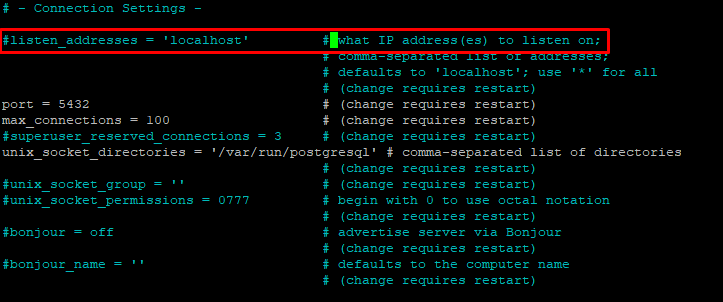 # - Connection Settings -
#listen_addresses = 'localhost' # what IP address(es) to listen on;
# comma-separated list of addresses;
# defaults to 'localhost'; use '*' for all
# (change requires restart)
port = 5432 # (change requires restart)
max_connections = 100 # (change requires restart)
#superuser_reserved_connections = 3 # (change requires restart)
unix_socket_directories = '/var/run/postgresql' # comma-separated list of directories
# (change requires restart)
#unix_socket_group = '' # (change requires restart)
#unix_socket_permissions = 0777 # begin with 0 to use octal notation
# (change requires restart)
#bonjour = off # advertise server via Bonjour
# (change requires restart)
#bonjour_name = '' # defaults to the computer name
# (change requires restart)